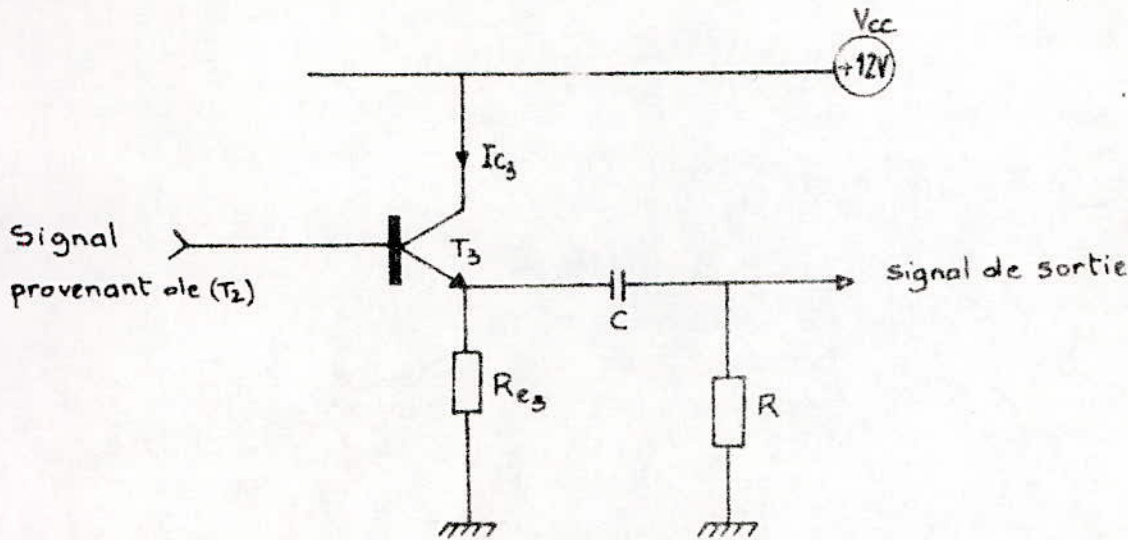 Vcc
+12V
Ic3
Signal
provenant de (T2)
T3
signal de sortie
C
Re3
R